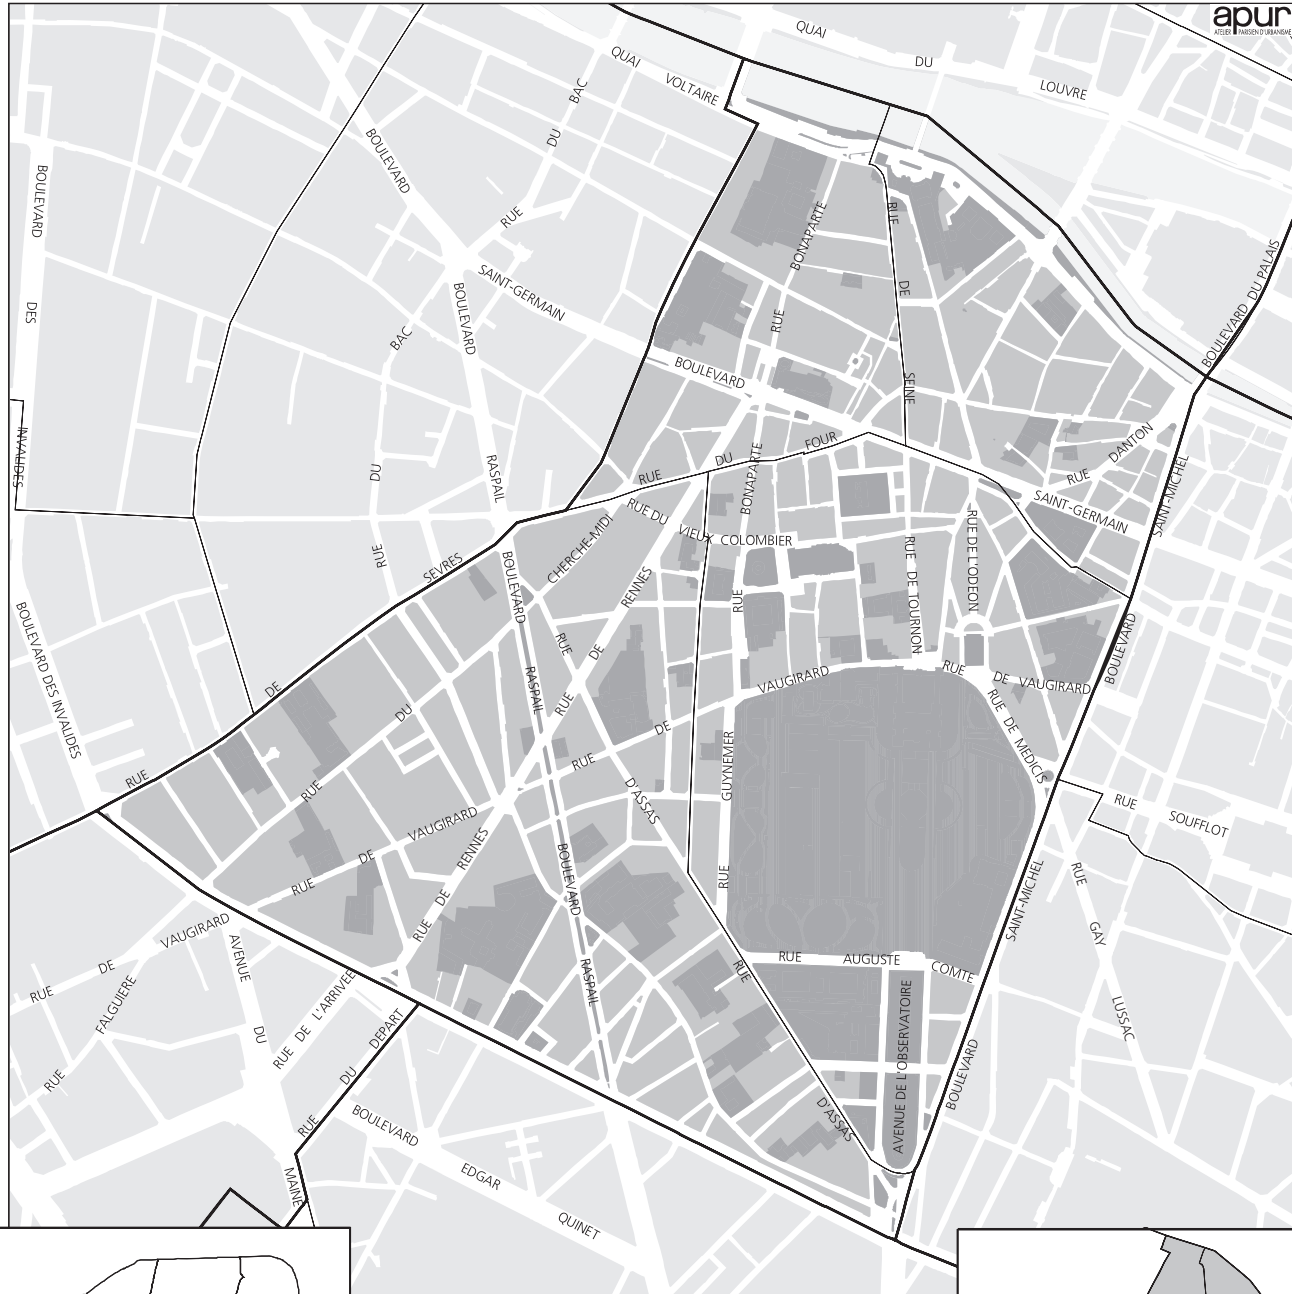 apur
ATELIER PARISIEN D'URBANISME
QUAI DU LOUVRE
QUAI VOLTAIRE
RUE DU BAC
BOULEVARD
SAINT-GERMAIN
BOULEVARD DES INVALIDES
BOULEVARD RASPAIL
RUE DU BAC
RUE BONAPARTE
RUE DE SEINE
BOULEVARD DU PALAIS
BOULEVARD
RUE DU FOUR
RUE DANTON
SAINT-GERMAIN
SAINT-MICHEL
BONAPARTE
RUE DU VIEUX COLOMBIER
CHERCHE-MIDI
RUE DE L'ODEON
RUE DE TOURNON
RUE
SEVRES
DE
RUE
BOULEVARD RASPAIL
RUE
RUE DE RENNES
BOULEVARD DES INVALIDES
RUE DU
VAUGIRARD
RUE DE VAUGIRARD
BOULEVARD
RUE DE MEDICIS
GUYNEMER
RUE
RUE DE
D'ASSAS
RUE SOUFFLOT
RUE DE VAUGIRARD
RUE DE RENNES
BOULEVARD RASPAIL
SAINT-MICHEL
RUE GAY LUSSAC
RUE DE VAUGIRARD
RUE FALGUIERE
AVENUE DU
MAINE
RUE DE L'ARRIVEE
RUE DU DEPART
RUE AUGUSTE COMTE
RUE
D'ASSAS
AVENUE DE L'OBSERVATOIRE
BOULEVARD
BOULEVARD EDGAR QUINET